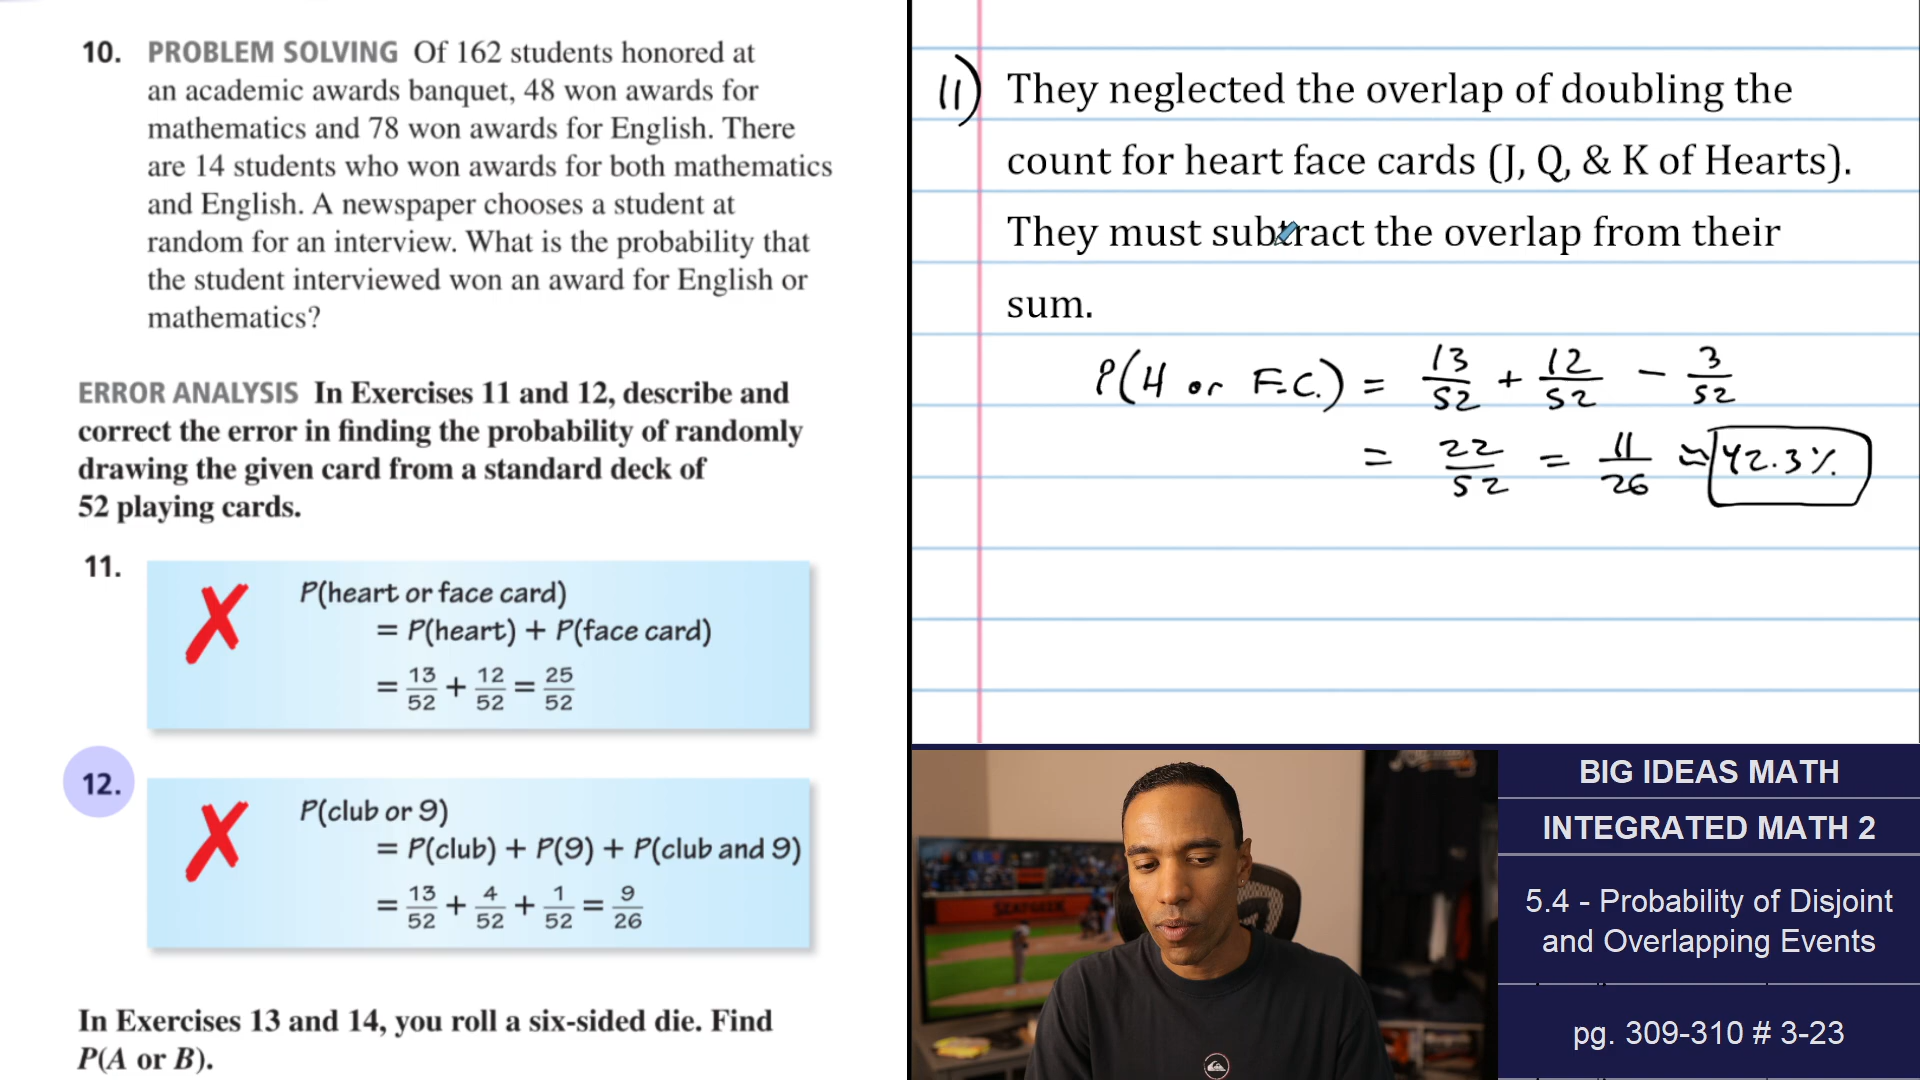 10. PROBLEM SOLVING Of 162 students honored at
an academic awards banquet, 48 won awards for
mathematics and 78 won awards for English. There
are 14 students who won awards for both mathematics
and English. A newspaper chooses a student at
random for an interview. What is the probability that
the student interviewed won an award for English or
mathematics?
ERROR ANALYSIS In Exercises 11 and 12, describe and
correct the error in finding the probability of randomly
drawing the given card from a standard deck of
52 playing cards.
11.
P(heart or face card)
= P(heart) + P(face card)
= 13/52 + 12/52 = 25/52
12.
P(club or 9)
= P(club) + P(9) + P(club and 9)
= 13/52 + 4/52 + 1/52 = 9/26
In Exercises 13 and 14, you roll a six-sided die. Find
P(A or B).
11) They neglected the overlap of doubling the
count for heart face cards (J, Q, & K of Hearts).
They must subtract the overlap from their
sum.
P(H or F.C.) = 13/52 + 12/52 - 3/52
= 22/52 = 11/26 ≈ 42.3%
SEATGEEK
BIG IDEAS MATH
INTEGRATED MATH 2
5.4 - Probability of Disjoint
and Overlapping Events
pg. 309-310 # 3-23